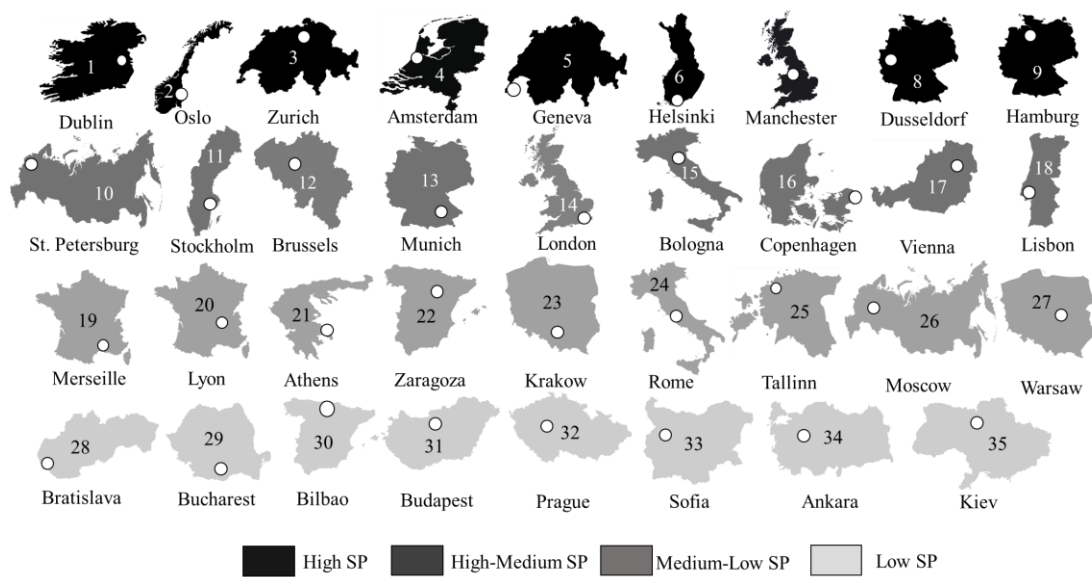 1 2 3 4 5 6 7 8 9
Dublin Oslo Zurich Amsterdam Geneva Helsinki Manchester Dusseldorf Hamburg
10 11 12 13 14 15 16 17 18
St. Petersburg Stockholm Brussels Munich London Bologna Copenhagen Vienna Lisbon
19 20 21 22 23 24 25 26 27
Merseille Lyon Athens Zaragoza Krakow Rome Tallinn Moscow Warsaw
28 29 30 31 32 33 34 35
Bratislava Bucharest Bilbao Budapest Prague Sofia Ankara Kiev
High SP High-Medium SP Medium-Low SP Low SP